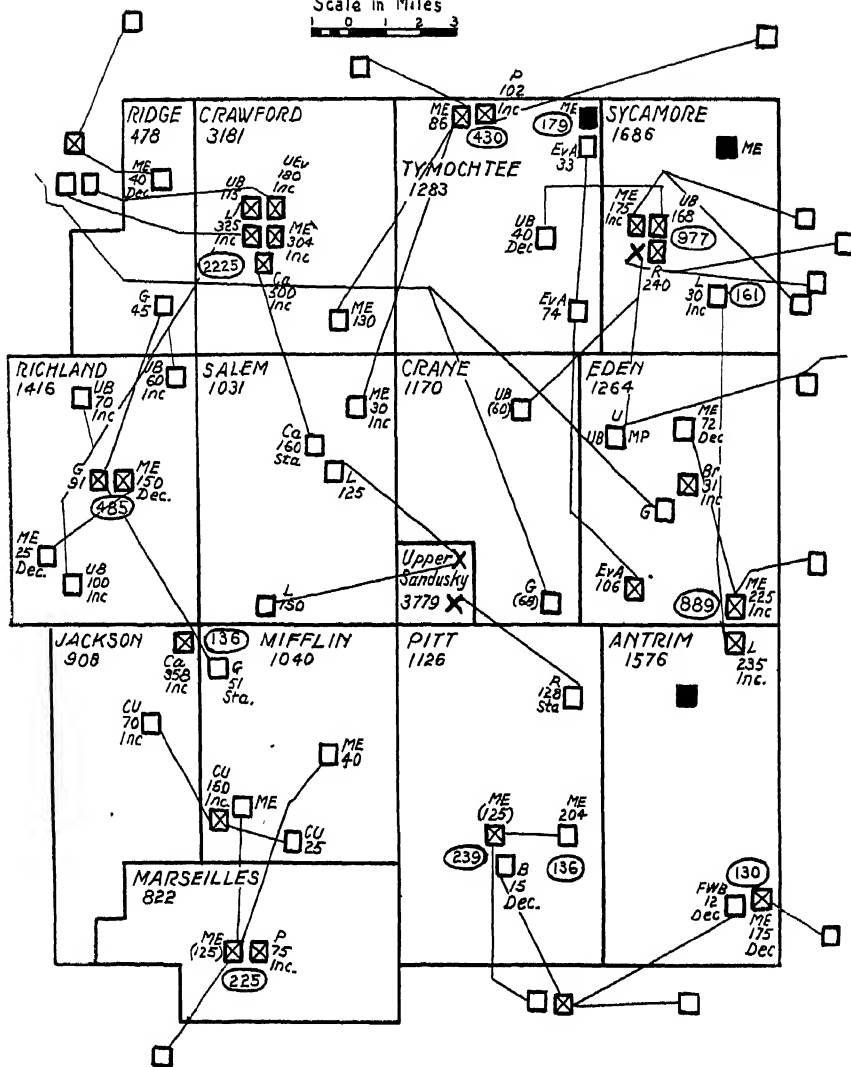 Scale in Miles
1 0 1 2 3
RIDGE
478
CRAWFORD
3181
ME
86
P
102
Inc
430
179
ME
SYCAMORE
1686
ME
TYMOCHTEE
1283
EvA
33
ME
40
Dec
UB
115
UEv
180
Inc
L
325
Inc
ME
304
Inc
2225
Ca
500
Inc
UB
40
Dec
ME
175
Inc
UB
168
977
R
240
L
30
Inc
161
G
45
ME
130
EvA
74
RICHLAND
1416
UB
60
Inc
UB
70
Inc
SALEM
1031
CRANE
1170
EDEN
1264
ME
30
Inc
UB
(60)
Ca
160
Sta
L
125
U
UB MP
ME
72
Dec
G
91
ME
150
Dec.
485
Br
31
Inc
G
ME
25
Dec.
UB
100
Inc
L
150
Upper
Sandusky
3779
G
(68)
EvA
106
889
ME
225
Inc
JACKSON
908
136
MIFFLIN
1040
PITT
1126
ANTRIM
1576
Ca
358
Inc
G
51
Sta.
L
235
Inc.
R
128
Sta
CU
70
Inc
ME
40
CU
160
Inc
ME
CU
25
ME
(125)
ME
204
239
B
15
Dec.
136
MARSEILLES
822
130
FWB
12
Dec
ME
175
Dec
ME
(125)
P
75
Inc.
225